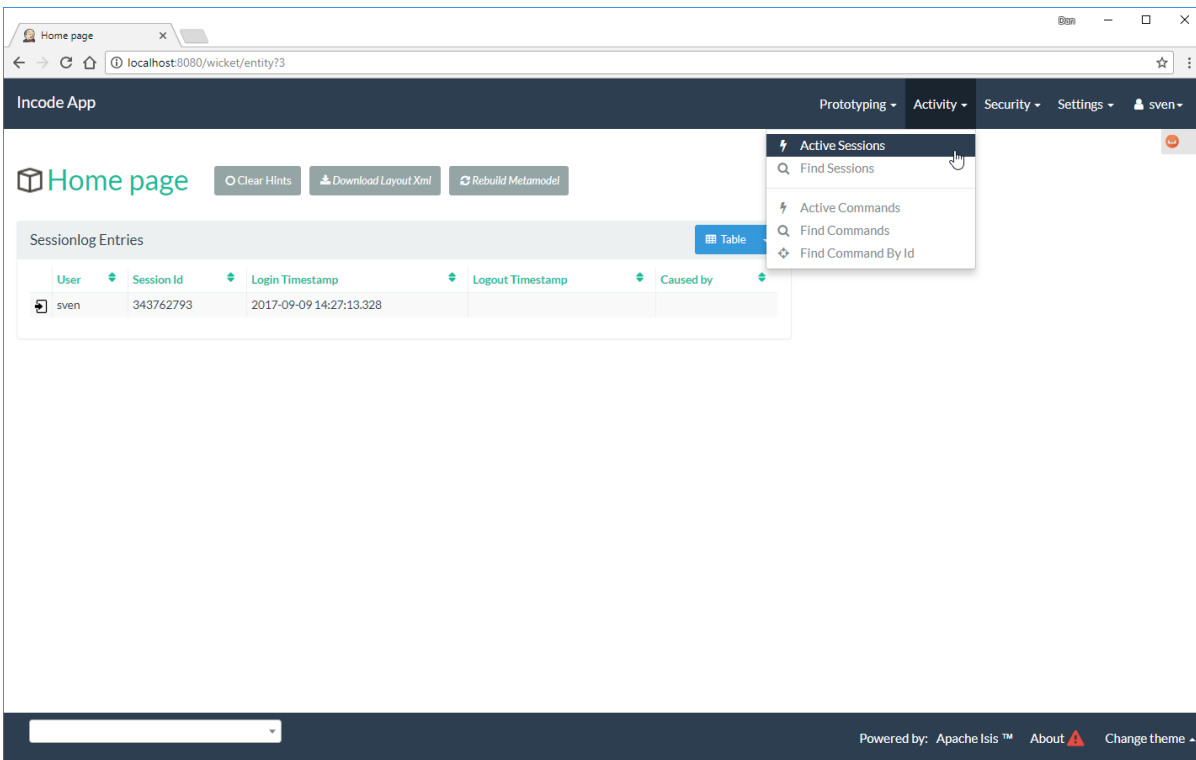 Dan
Home page
localhost:8080/wicket/entity?3
Incode App
Prototyping Activity Security Settings sven
Active Sessions
Find Sessions
Active Commands
Find Commands
Find Command By Id
Home page Clear Hints Download Layout Xml Rebuild Metamodel
Sessionlog Entries Table
User Session Id Login Timestamp Logout Timestamp Caused by
sven 343762793 2017-09-09 14:27:13.328
Powered by: Apache Isis ™ About Change theme